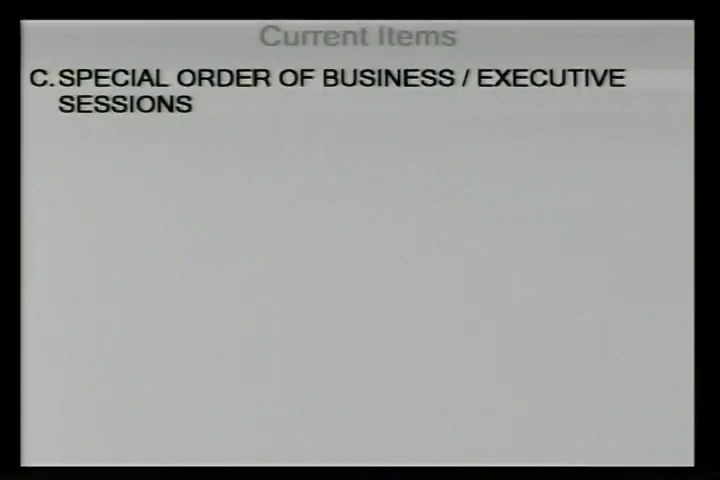 Current Items
C. SPECIAL ORDER OF BUSINESS / EXECUTIVE
SESSIONS